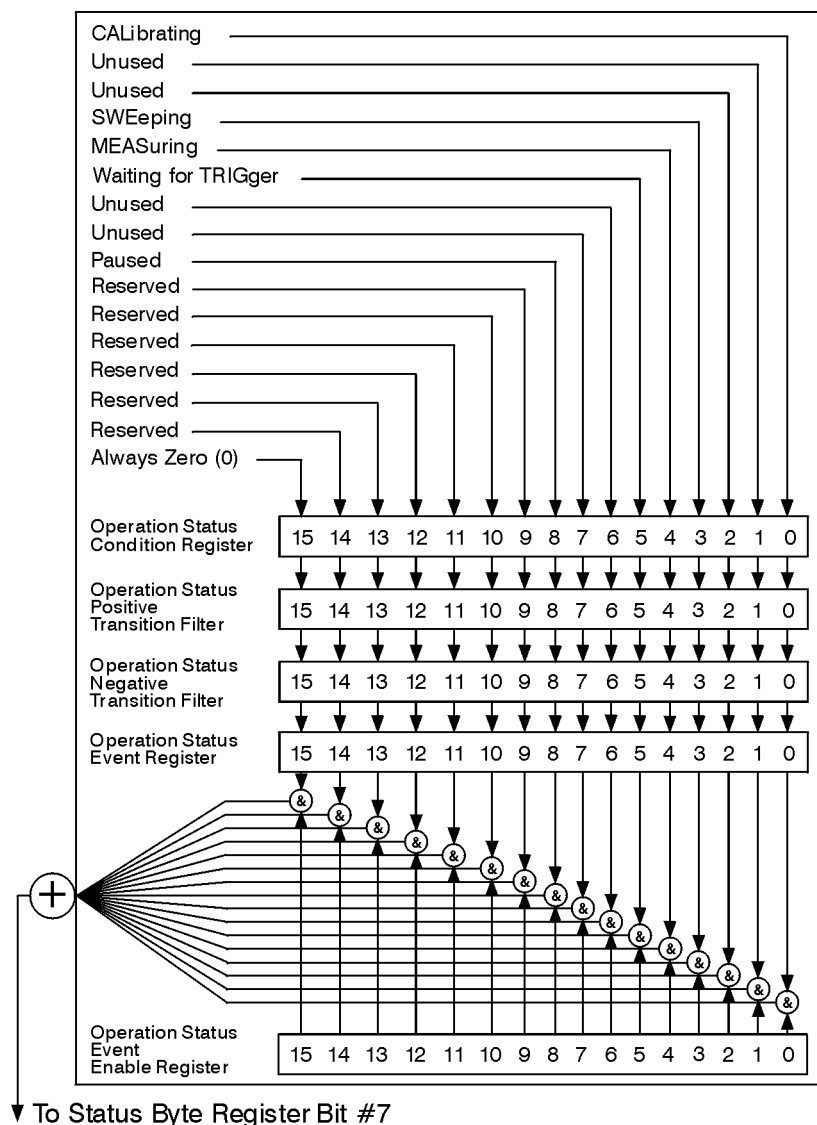 CALibrating
Unused
Unused
SWEeping
MEASuring
Waiting for TRIGger
Unused
Unused
Paused
Reserved
Reserved
Reserved
Reserved
Reserved
Reserved
Always Zero (0)
Operation Status
Condition Register
15 14 13 12 11 10 9 8 7 6 5 4 3 2 1 0
Operation Status
Positive
Transition Filter
15 14 13 12 11 10 9 8 7 6 5 4 3 2 1 0
Operation Status
Negative
Transition Filter
15 14 13 12 11 10 9 8 7 6 5 4 3 2 1 0
Operation Status
Event Register
15 14 13 12 11 10 9 8 7 6 5 4 3 2 1 0
& & & & & & & & & & & & & & & &
+
Operation Status
Event
Enable Register
15 14 13 12 11 10 9 8 7 6 5 4 3 2 1 0
To Status Byte Register Bit #7